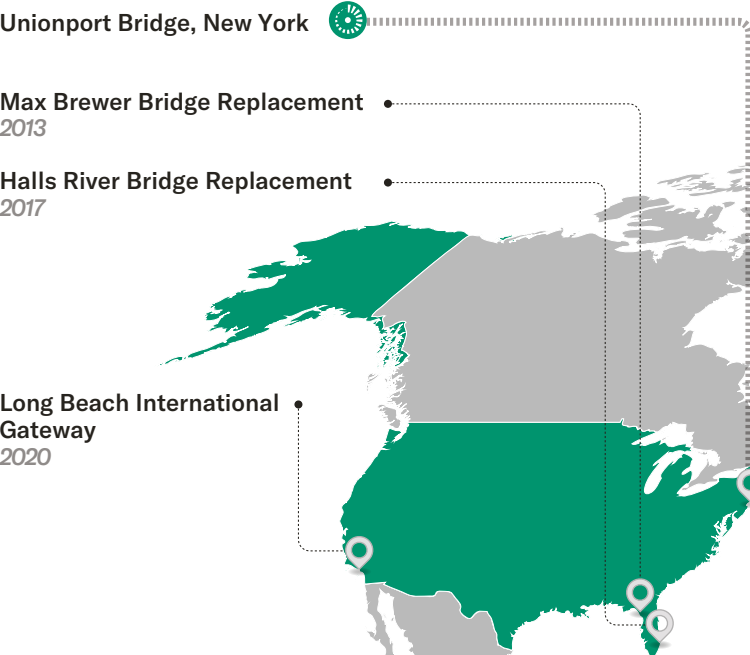 Unionport Bridge, New York
Max Brewer Bridge Replacement
2013
Halls River Bridge Replacement
2017
Long Beach International
Gateway
2020